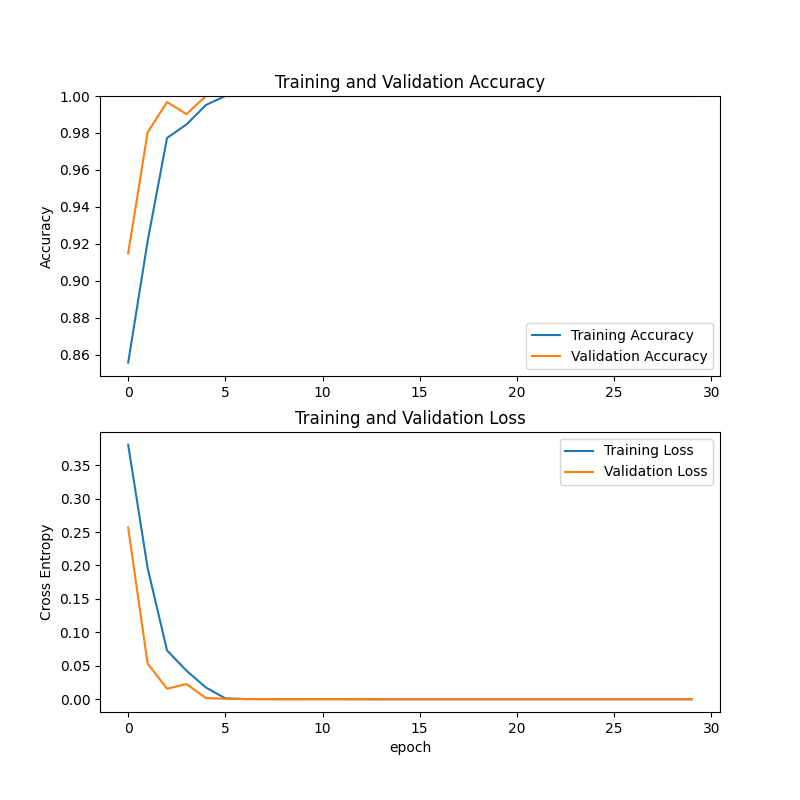 Training and Validation Accuracy
1.00
0.98
0.96
0.94
0.92
0.90
0.88
0.86
Accuracy
Training Accuracy
Validation Accuracy
0 5 10 15 20 25 30
Training and Validation Loss
0.35
0.30
0.25
0.20
0.15
0.10
0.05
0.00
Cross Entropy
Training Loss
Validation Loss
0 5 10 15 20 25 30
epoch